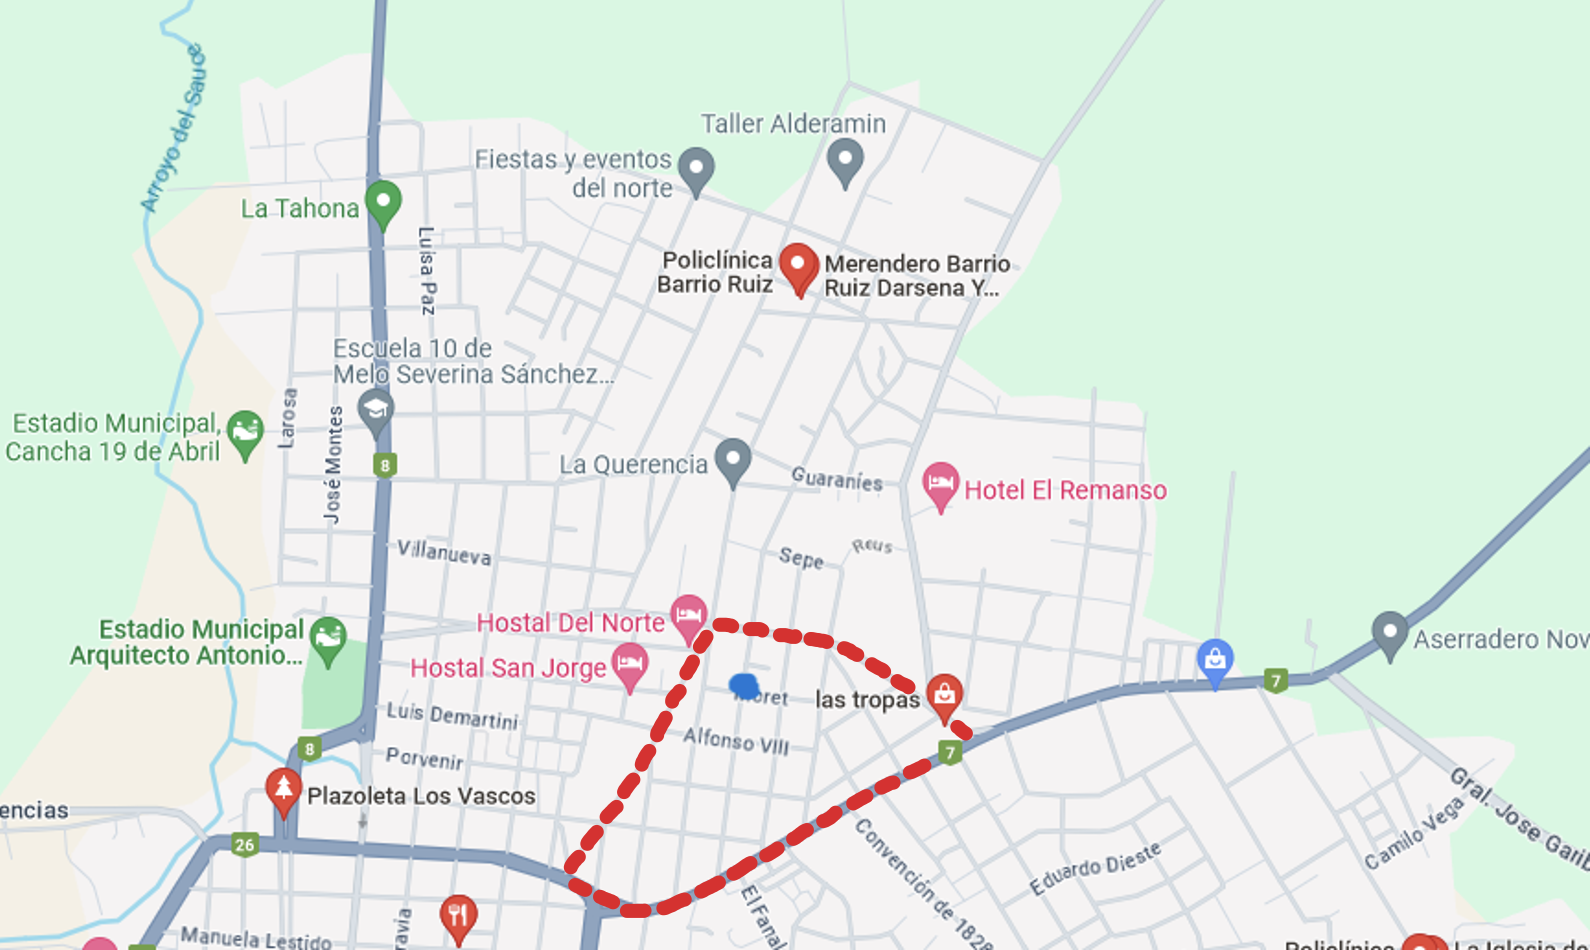 Arroyo del Sauce
Taller Alderamin
Fiestas y eventos
del norte
La Tahona
Luisa Paz
Policlínica
Barrio Ruiz
Merendero Barrio
Ruiz Darsena Y...
Escuela 10 de
Melo Severina Sánchez...
Larosa
José Montes
Estadio Municipal,
Cancha 19 de Abril
8
La Querencia
Guaraníes
Hotel El Remanso
Villanueva
Sepe
Reus
Hostal Del Norte
Estadio Municipal
Arquitecto Antonio...
Hostal San Jorge
Aserradero Nov
7
las tropas
Luis Demartini
Alfonso VIII
8
Porvenir
7
Plazoleta Los Vascos
encias
26
Gral. Jose Garib
Camilo Vega
Convención de 1828
Eduardo Dieste
El Fanal
Manuela Lestido
ravia
Policlínica
La Iglesia de